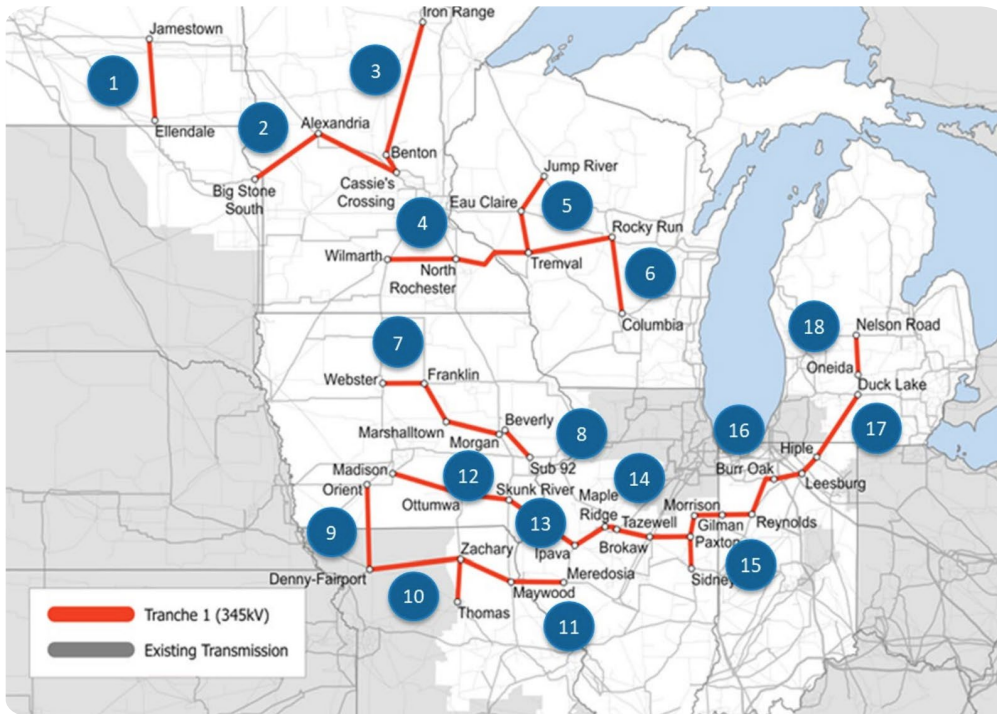 Iron Range
Jamestown
1
3
Ellendale
2
Alexandria
Benton
Big Stone
South
Cassie's
Crossing
Jump River
Eau Claire
5
4
Rocky Run
Wilmarth
North
Rochester
Tremval
6
Columbia
18
Nelson Road
Oneida
Duck Lake
7
Webster
Franklin
Marshalltown
Morgan
Beverly
8
Sub 92
16
17
Hiple
Burr Oak
Leesburg
Madison
Orient
12
Ottumwa
Skunk River
14
Maple
Ridge
Tazewell
Morrison
Gilman
Reynolds
13
Ipava
Brokaw
Paxton
Sidney
15
9
Zachary
Denny-Fairport
10
Thomas
Maywood
Meredosia
11
Tranche 1 (345kV)
Existing Transmission